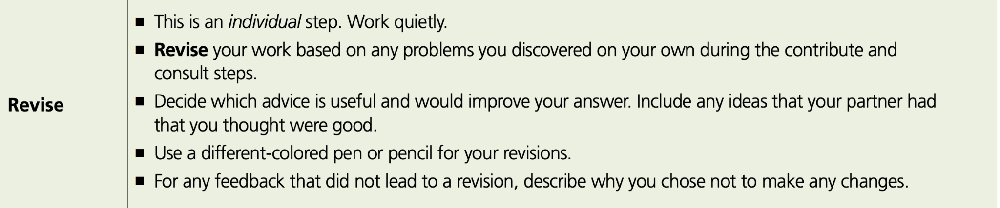 Revise
■ This is an individual step. Work quietly.
■ Revise your work based on any problems you discovered on your own during the contribute and
consult steps.
■ Decide which advice is useful and would improve your answer. Include any ideas that your partner had
that you thought were good.
■ Use a different-colored pen or pencil for your revisions.
■ For any feedback that did not lead to a revision, describe why you chose not to make any changes.